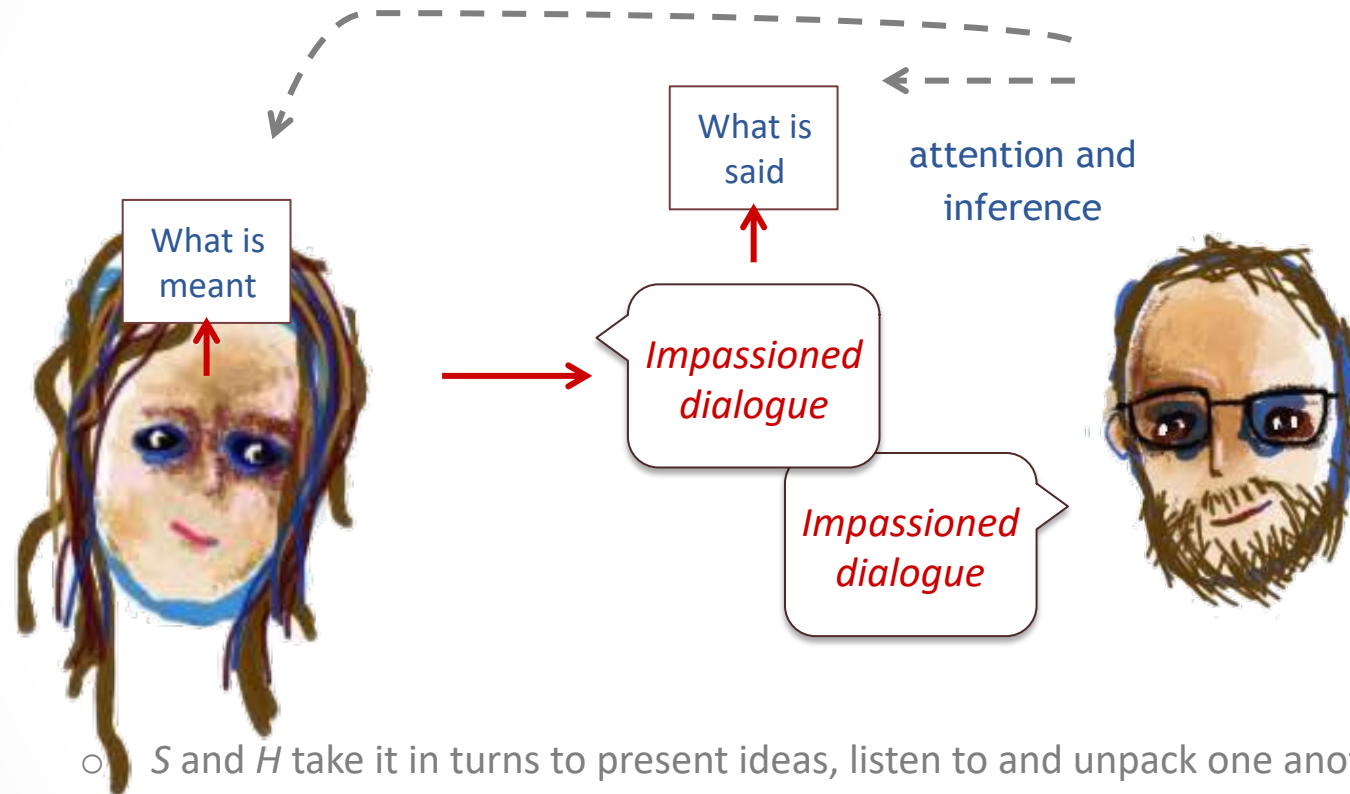 What is
said
attention and
inference
What is
meant
Impassioned
dialogue
Impassioned
dialogue
S and H take it in turns to present ideas, listen to and unpack one